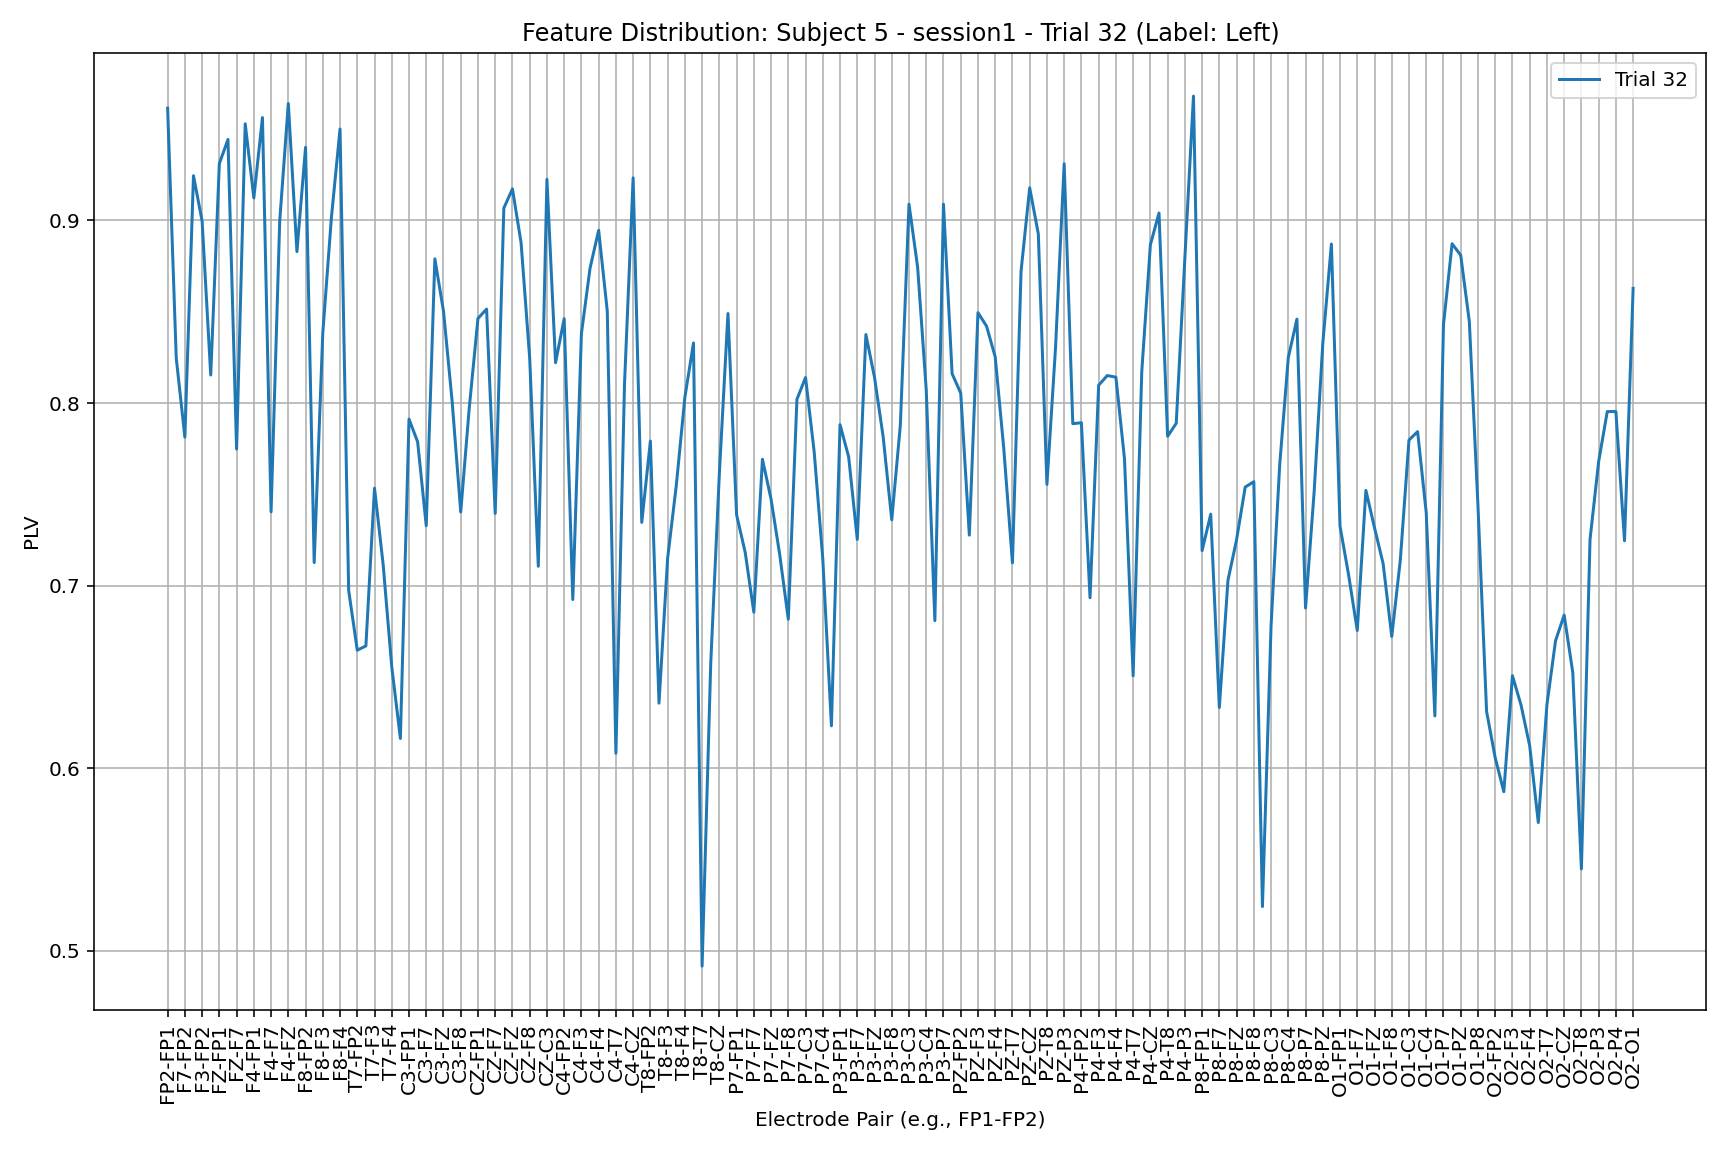 Feature Distribution: Subject 5 - session1 - Trial 32 (Label: Left)
Trial 32
PLV
0.9
0.8
0.7
0.6
0.5
FP2-FP1
F7-FP2
F3-FP2
FZ-FP1
FZ-F7
F4-FP1
F4-F7
F4-FZ
F8-FP2
F8-F3
F8-F4
T7-FP2
T7-F3
T7-F4
C3-FP1
C3-F7
C3-FZ
C3-F8
CZ-FP1
CZ-F7
CZ-FZ
CZ-F8
CZ-C3
C4-FP2
C4-F3
C4-F4
C4-T7
C4-CZ
T8-FP2
T8-F3
T8-F4
T8-T7
T8-CZ
P7-FP1
P7-F7
P7-FZ
P7-F8
P7-C3
P7-C4
P3-FP1
P3-F7
P3-FZ
P3-F8
P3-C3
P3-C4
P3-P7
PZ-FP2
PZ-F3
PZ-F4
PZ-T7
PZ-CZ
PZ-T8
PZ-P3
P4-FP2
P4-F3
P4-F4
P4-T7
P4-CZ
P4-T8
P4-P3
P8-FP1
P8-F7
P8-FZ
P8-F8
P8-C3
P8-C4
P8-P7
P8-PZ
O1-FP1
O1-F7
O1-FZ
O1-F8
O1-C3
O1-C4
O1-P7
O1-PZ
O1-P8
O2-FP2
O2-F3
O2-F4
O2-T7
O2-CZ
O2-T8
O2-P3
O2-P4
O2-O1
Electrode Pair (e.g., FP1-FP2)